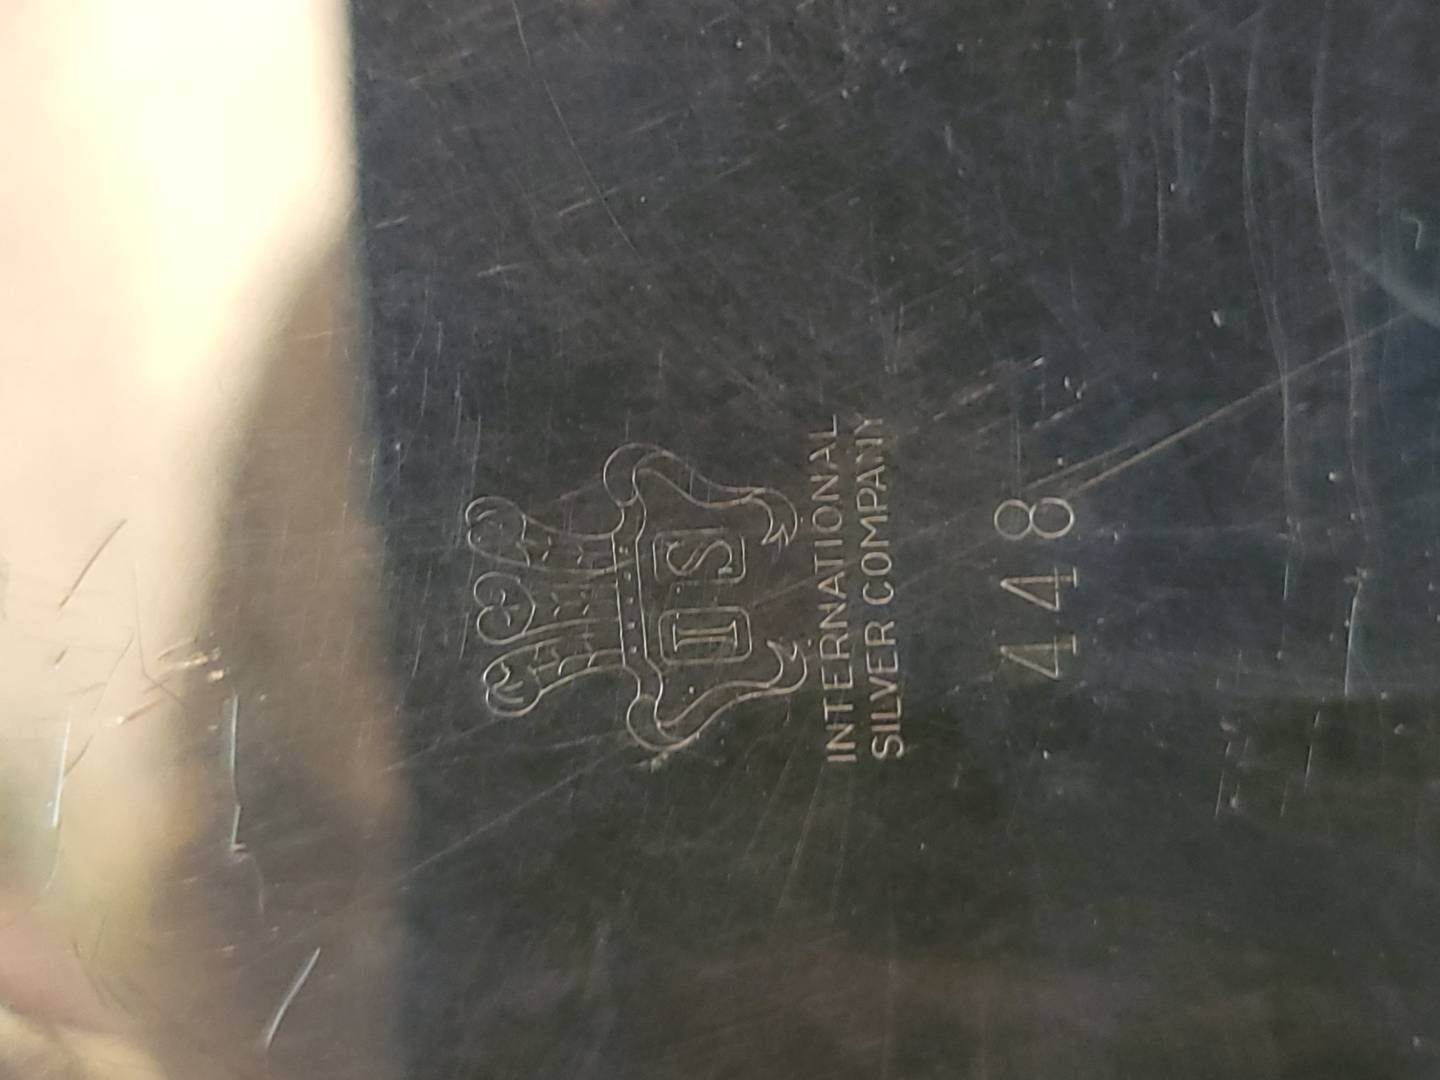 I S
INTERNATIONAL
SILVER COMPANY
448